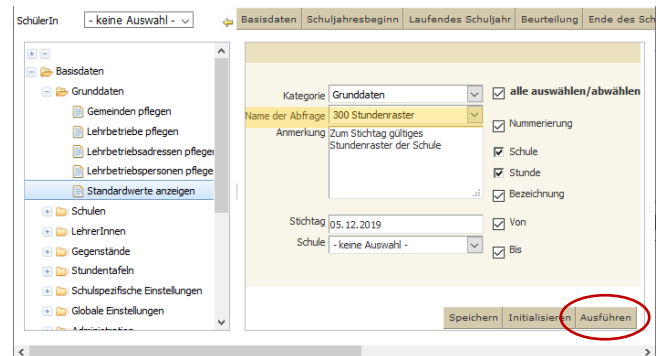 SchülerIn - keine Auswahl - Basisdaten Schuljahresbeginn Laufendes Schuljahr Beurteilung Ende des Sch
Basisdaten
Grunddaten
Gemeinden pflegen
Lehrbetriebe pflegen
Lehrbetriebsadressen pflegen
Lehrbetriebspersonen pflege
Standardwerte anzeigen
Schulen
LehrerInnen
Gegenstände
Stundentafeln
Schulspezifische Einstellungen
Globale Einstellungen
Administration
Kategorie Grunddaten
Name der Abfrage 300 Stundenraster
Anmerkung Zum Stichtag gültiges
Stundenraster der Schule
Stichtag 05.12.2019
Schule - keine Auswahl -
alle auswählen/abwählen
Nummerierung
Schule
Stunde
Bezeichnung
Von
Bis
Speichern Initialisieren Ausführen